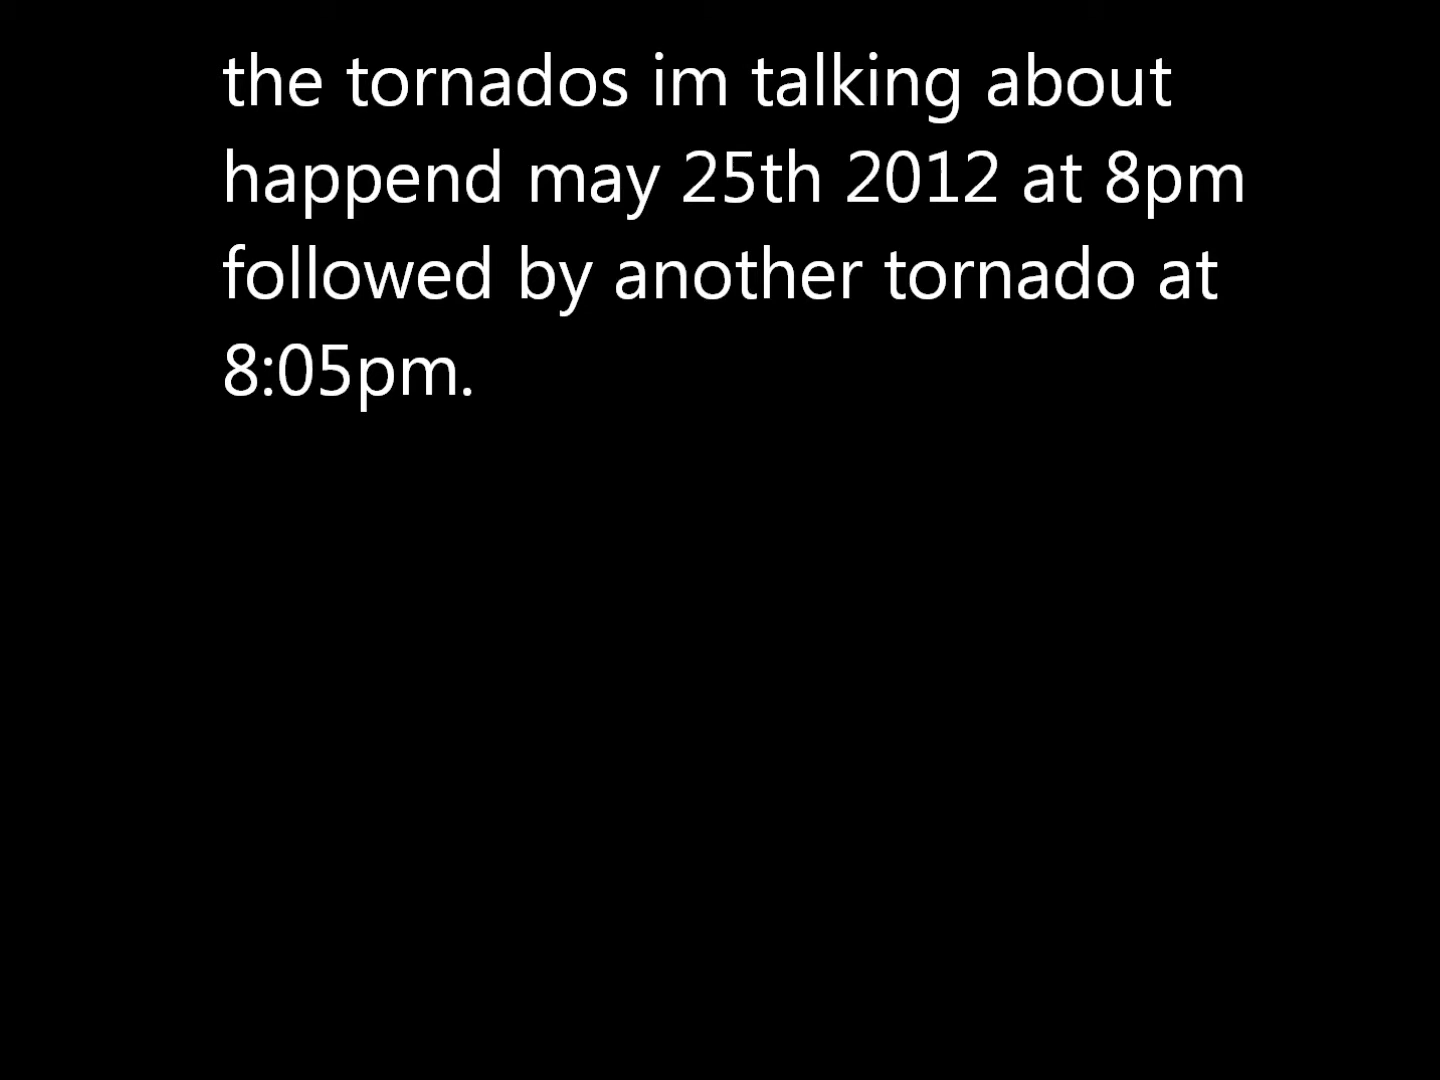 the tornados im talking about
happend may 25th 2012 at 8pm
followed by another tornado at
8:05pm.